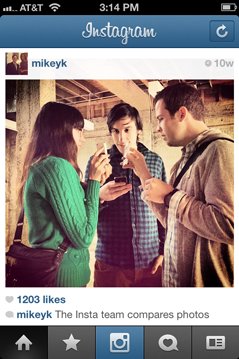 AT&T 3:14 PM
Instagram
mikeyk 10w
1203 likes
mikeyk The Insta team compares photos